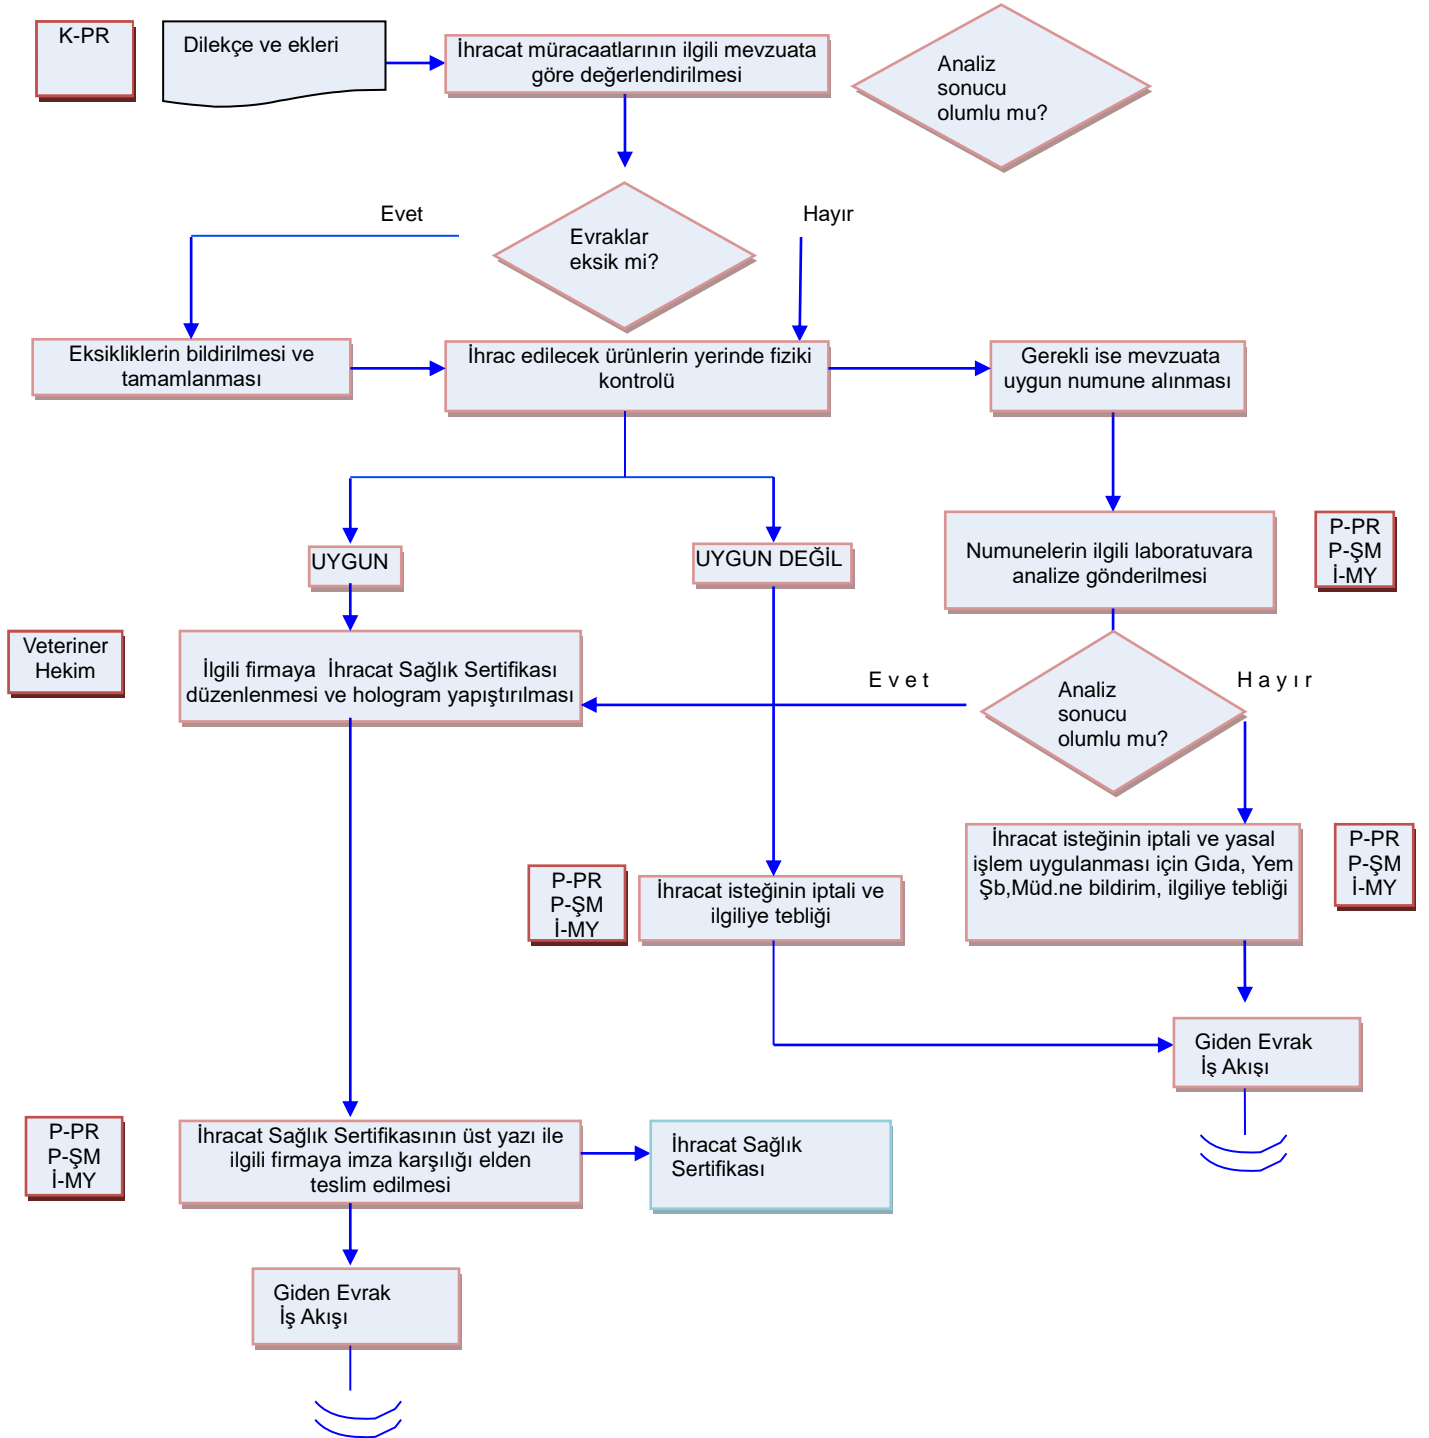 K-PR
Dilekçe ve ekleri
İhracat müracaatlarının ilgili mevzuata
göre değerlendirilmesi
Analiz
sonucu
olumlu mu?
Evet
Hayır
Evraklar
eksik mi?
Eksikliklerin bildirilmesi ve
tamamlanması
İhrac edilecek ürünlerin yerinde fiziki
kontrolü
Gerekli ise mevzuata
uygun numune alınması
UYGUN
UYGUN DEĞİL
Numunelerin ilgili laboratuvara
analize gönderilmesi
P-PR
P-ŞM
İ-MY
Veteriner
Hekim
İlgili firmaya İhracat Sağlık Sertifikası
düzenlenmesi ve hologram yapıştırılması
E v e t
H a y ı r
Analiz
sonucu
olumlu mu?
P-PR
P-ŞM
İ-MY
İhracat isteğinin iptali ve
ilgiliye tebliği
İhracat isteğinin iptali ve yasal
işlem uygulanması için Gıda, Yem
Şb,Müd.ne bildirim, ilgiliye tebliği
P-PR
P-ŞM
İ-MY
Giden Evrak
İş Akışı
P-PR
P-ŞM
İ-MY
İhracat Sağlık Sertifikasının üst yazı ile
ilgili firmaya imza karşılığı elden
teslim edilmesi
İhracat Sağlık
Sertifikası
Giden Evrak
İş Akışı